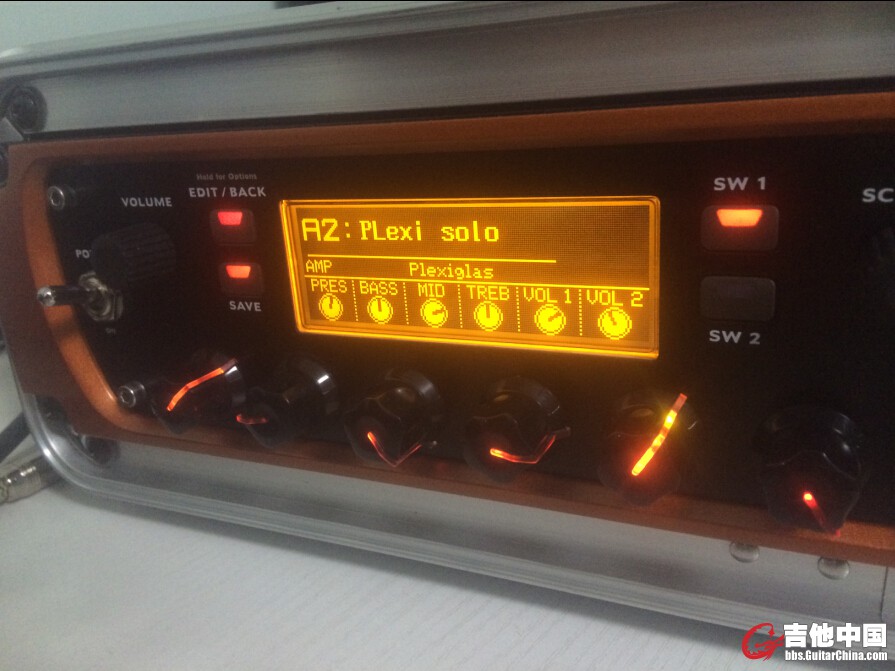 Hold for Options
EDIT / BACK
VOLUME
SAVE
A2: PLexi solo
AMP Plexiglas
PRES BASS MID TREB VOL 1 VOL 2
SW 1
SW 2
吉他中国
bbs.GuitarChina.com